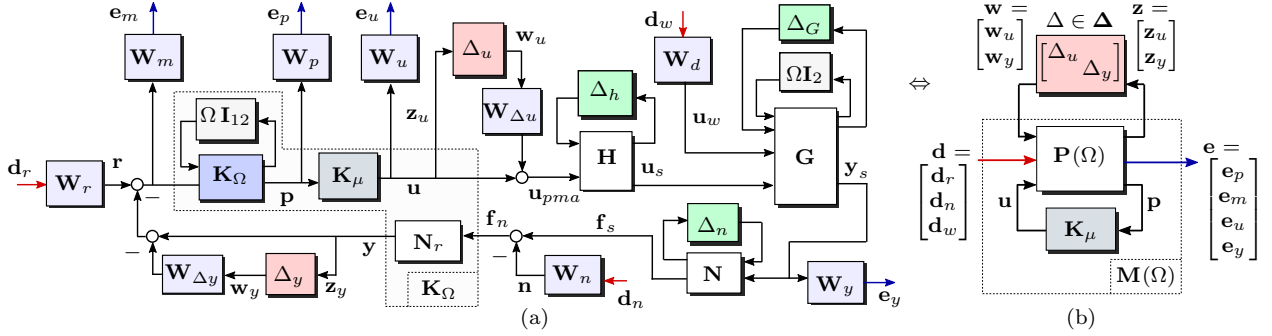 e_m e_p e_u
W_m W_p W_u Δ_u w_u d_w W_d Δ_G
Ω I_12 z_u W_Δu Δ_h u_w ΩI_2
d_r W_r r − K_Ω p K_μ u u_pma H u_s G y_s
− W_Δy w_y Δ_y z_y y N_r f_n − f_s Δ_n
K_Ω n W_n d_n N W_y e_y
(a)
⇔
w = [w_u w_y] Δ ∈ Δ z = [z_u z_y]
[Δ_u Δ_y]
P(Ω)
d = [d_r d_n d_w] e = [e_p e_m e_u e_y]
u K_μ p
M(Ω)
(b)